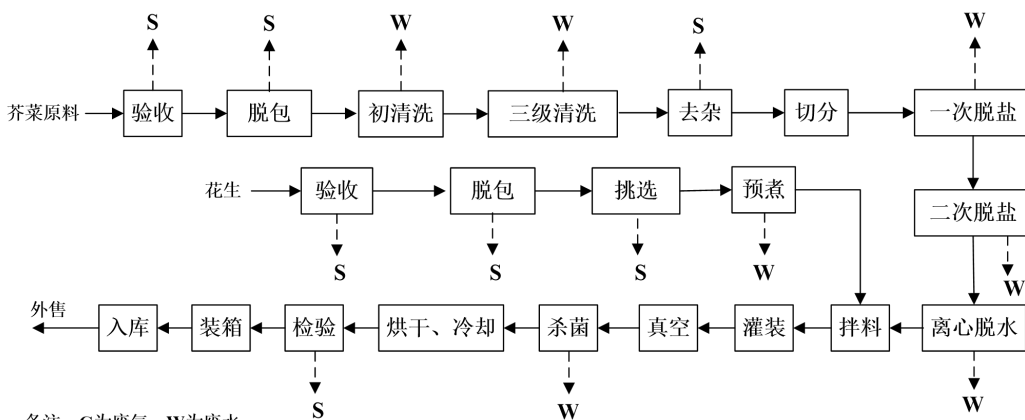 S S W W S W
芥菜原料 验收 脱包 初清洗 三级清洗 去杂 切分 一次脱盐
花生 验收 脱包 挑选 预煮 二次脱盐
S S S W W
外售 入库 装箱 检验 烘干、冷却 杀菌 真空 灌装 拌料 离心脱水
S W W